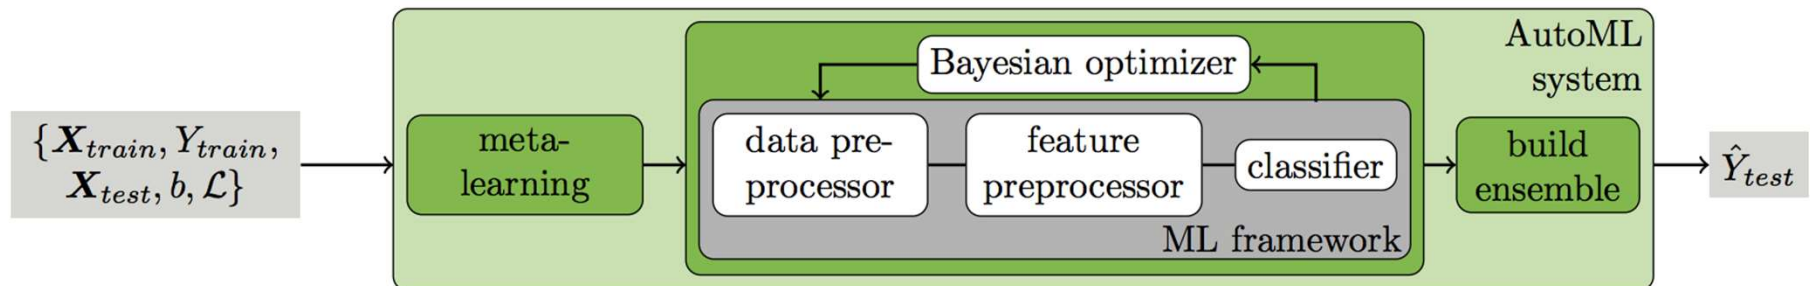 {X_train, Y_train,
X_test, b, ℒ}
meta-
learning
Bayesian optimizer
data pre-
processor
feature
preprocessor
classifier
ML framework
AutoML
system
build
ensemble
Ŷ_test